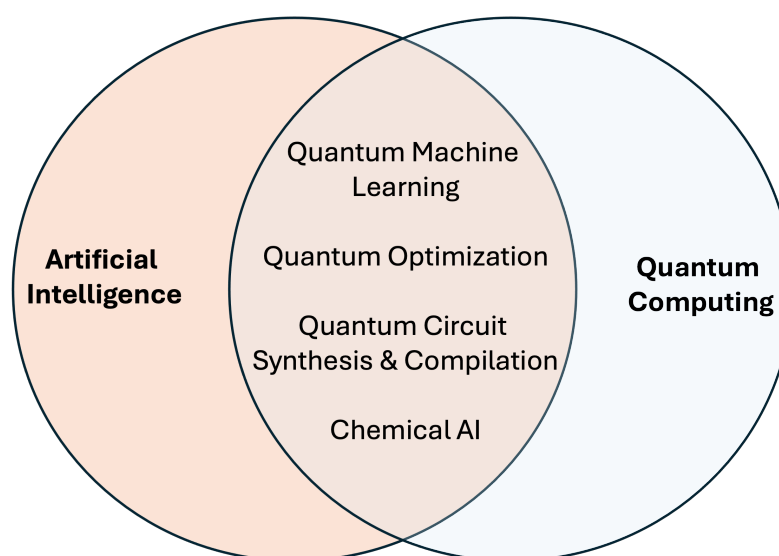 Artificial
Intelligence
Quantum Machine
Learning
Quantum Optimization
Quantum Circuit
Synthesis & Compilation
Chemical AI
Quantum
Computing